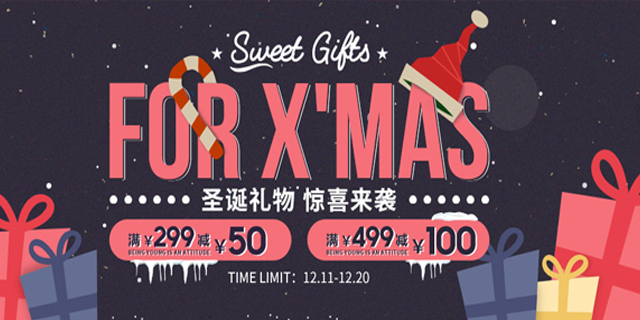 Sweet Gifts
FOR X'MAS
圣诞礼物 惊喜来袭
满¥299减¥50
BEING YOUNG IS AN ATTITUDE
满¥499减¥100
BEING YOUNG IS AN ATTITUDE
TIME LIMIT：12.11-12.20